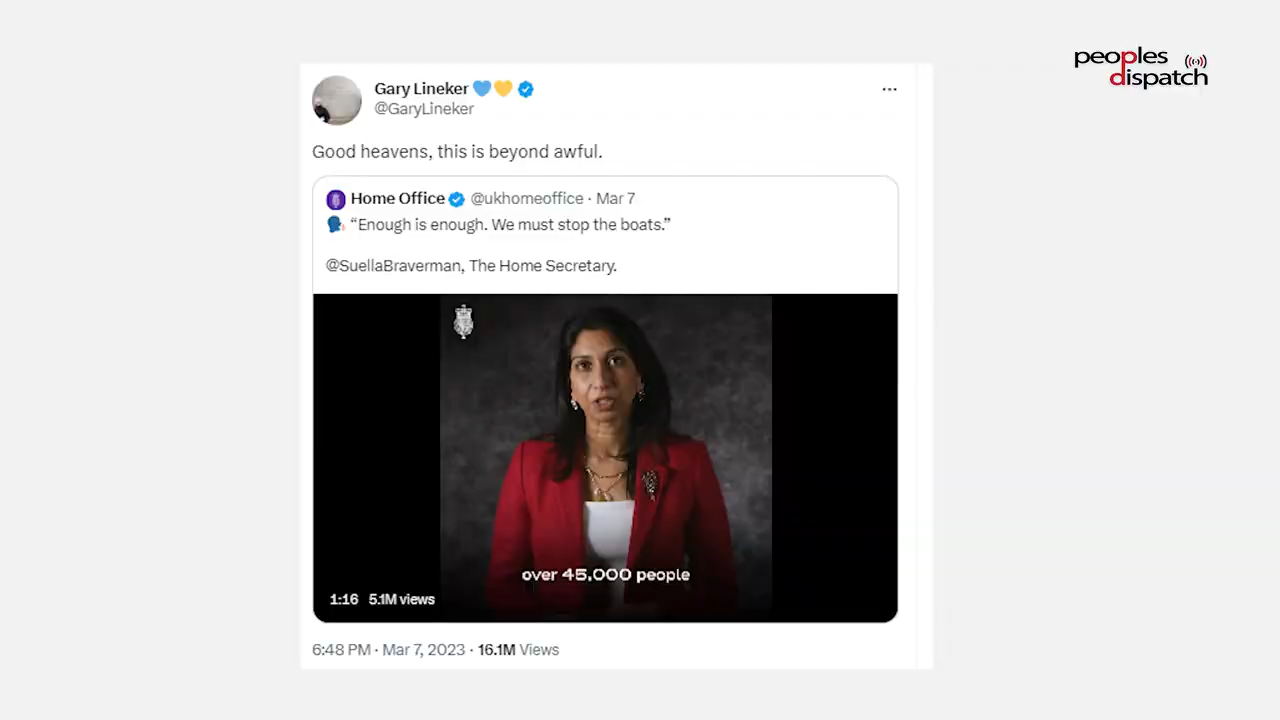 peoples
dispatch
Gary Lineker
@GaryLineker
Good heavens, this is beyond awful.
Home Office @ukhomeoffice · Mar 7
“Enough is enough. We must stop the boats.”
@SuellaBraverman, The Home Secretary.
over 45,000 people
1:16 5.1M views
6:48 PM · Mar 7, 2023 · 16.1M Views